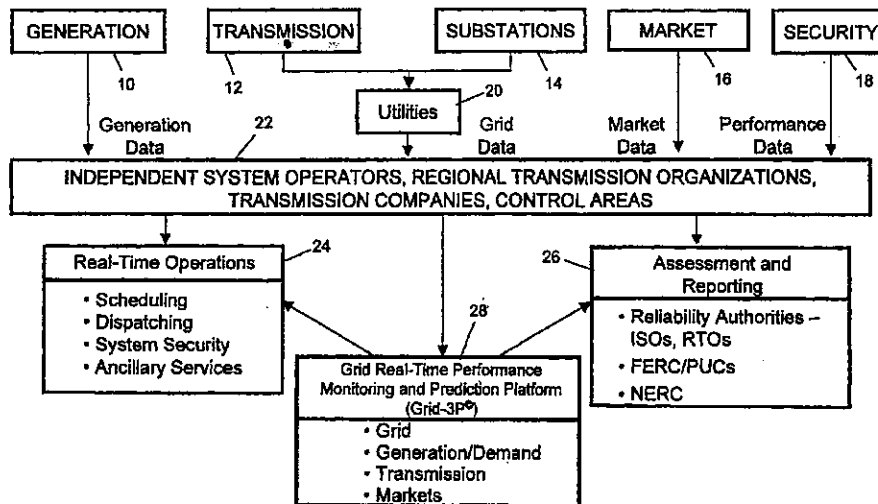 GENERATION
TRANSMISSION
SUBSTATIONS
MARKET
SECURITY
10
12
14
16
18
20
Utilities
22
Generation
Data
Grid
Data
Market
Data
Performance
Data
INDEPENDENT SYSTEM OPERATORS, REGIONAL TRANSMISSION ORGANIZATIONS,
TRANSMISSION COMPANIES, CONTROL AREAS
24
Real-Time Operations
• Scheduling
• Dispatching
• System Security
• Ancillary Services
26
Assessment and
Reporting
• Reliability Authorities –
ISOs, RTOs
• FERC/PUCs
• NERC
28
Grid Real-Time Performance
Monitoring and Prediction Platform
(Grid-3P©)
• Grid
• Generation/Demand
• Transmission
• Markets